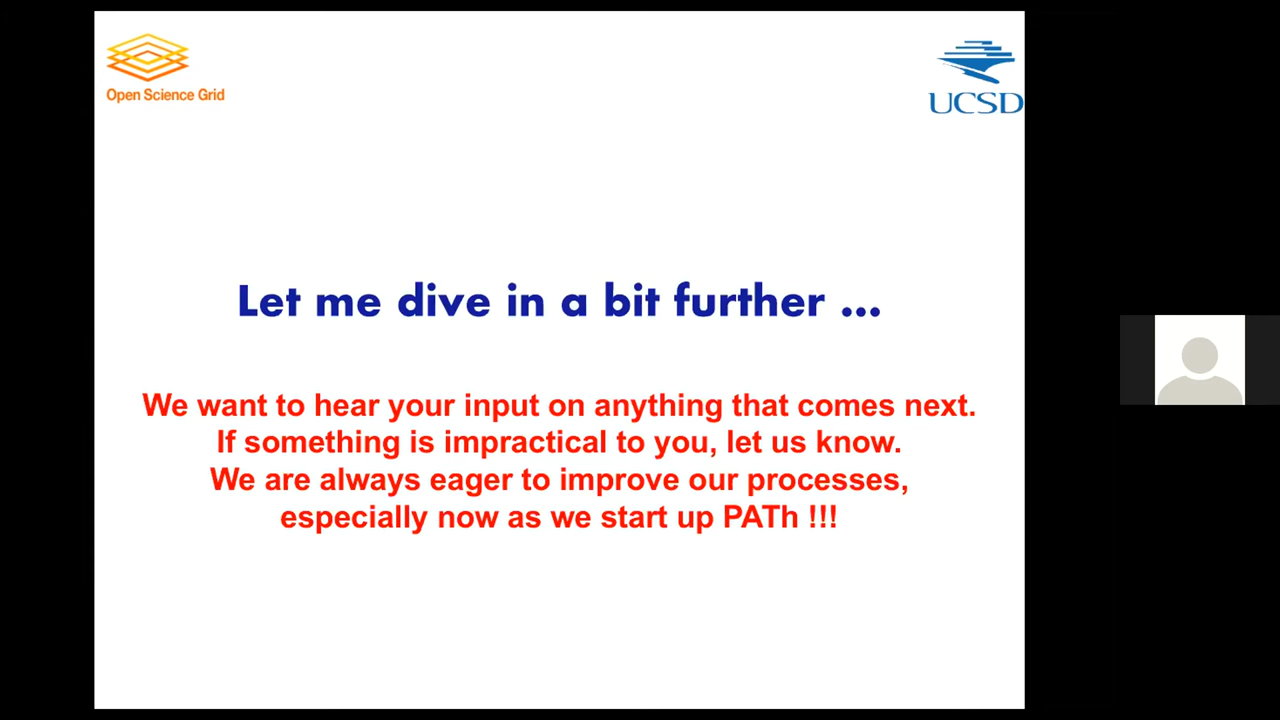 Open Science Grid
UCSD
Let me dive in a bit further ...
We want to hear your input on anything that comes next.
If something is impractical to you, let us know.
We are always eager to improve our processes,
especially now as we start up PATh !!!